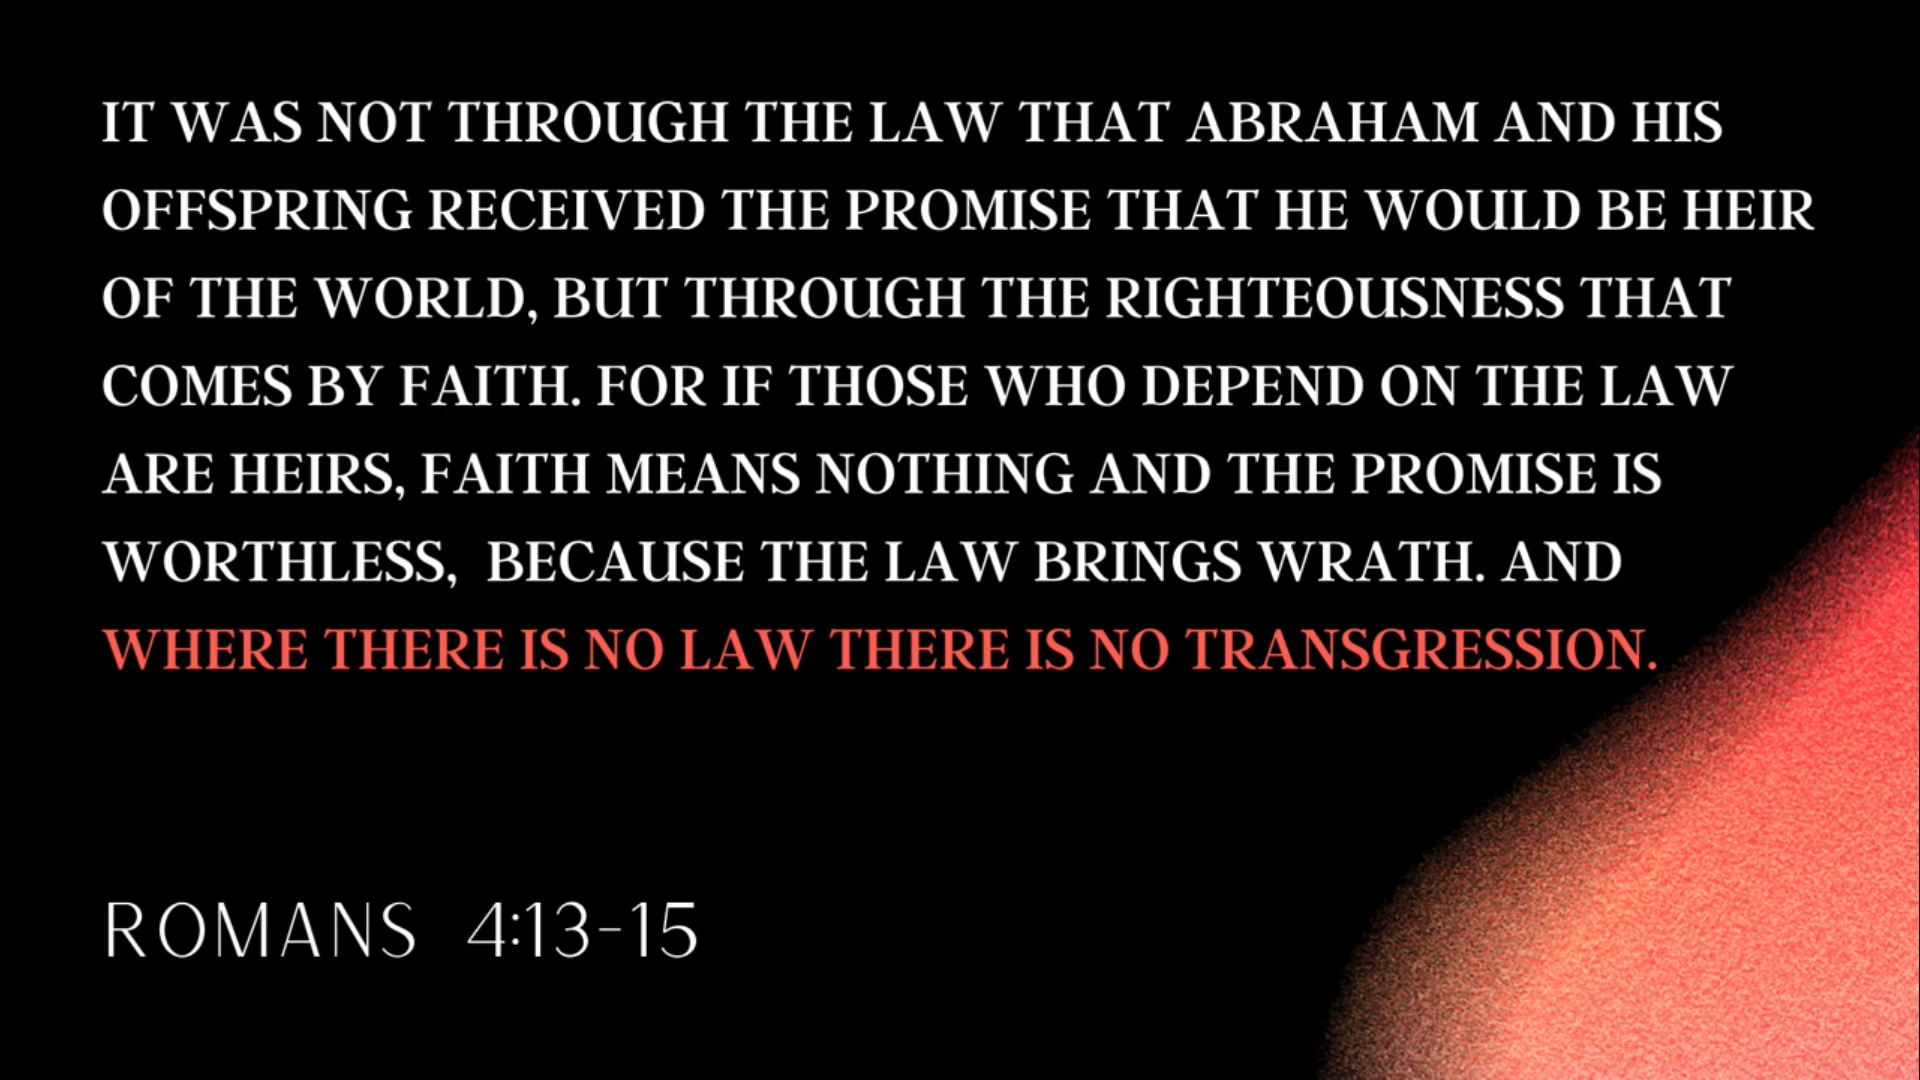 IT WAS NOT THROUGH THE LAW THAT ABRAHAM AND HIS
OFFSPRING RECEIVED THE PROMISE THAT HE WOULD BE HEIR
OF THE WORLD, BUT THROUGH THE RIGHTEOUSNESS THAT
COMES BY FAITH. FOR IF THOSE WHO DEPEND ON THE LAW
ARE HEIRS, FAITH MEANS NOTHING AND THE PROMISE IS
WORTHLESS,  BECAUSE THE LAW BRINGS WRATH. AND
WHERE THERE IS NO LAW THERE IS NO TRANSGRESSION.
ROMANS 4:13-15